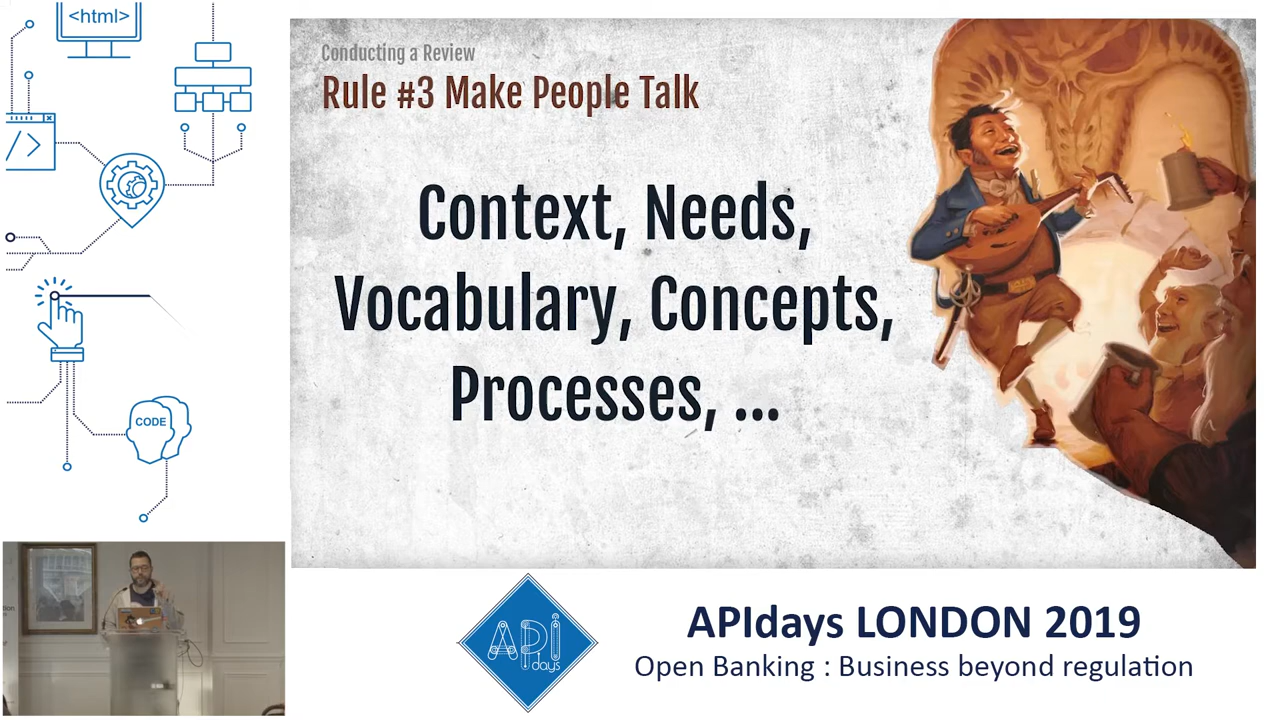 <html>
</>
CODE
Conducting a Review
Rule #3 Make People Talk
Context, Needs,
Vocabulary, Concepts,
Processes, ...
API
days
APIdays LONDON 2019
Open Banking : Business beyond regulation